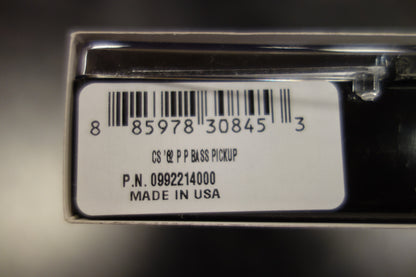 8 85978 30845 3
CS '62 P P BASS PICKUP
P.N. 0992214000
MADE IN USA